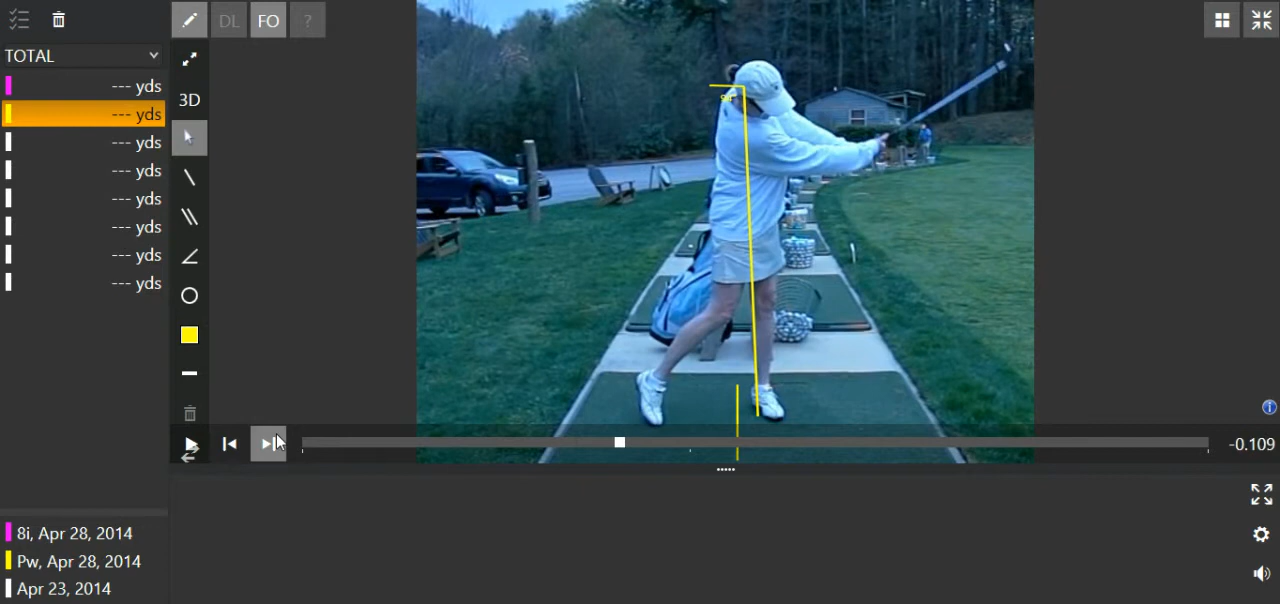 DL FO ?
TOTAL
--- yds
--- yds
--- yds
--- yds
--- yds
--- yds
--- yds
--- yds
3D
-0.109
8i, Apr 28, 2014
Pw, Apr 28, 2014
Apr 23, 2014